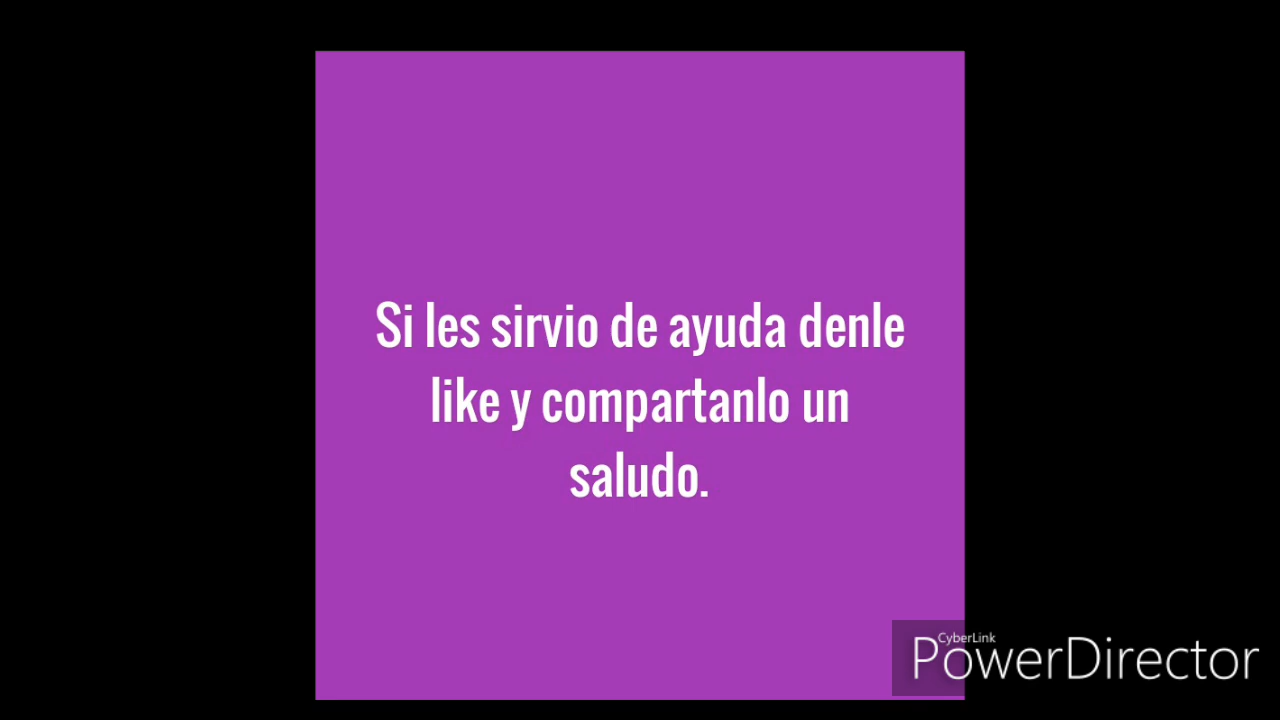 Si les sirvio de ayuda denle
like y compartanlo un
saludo.
CyberLink
PowerDirector